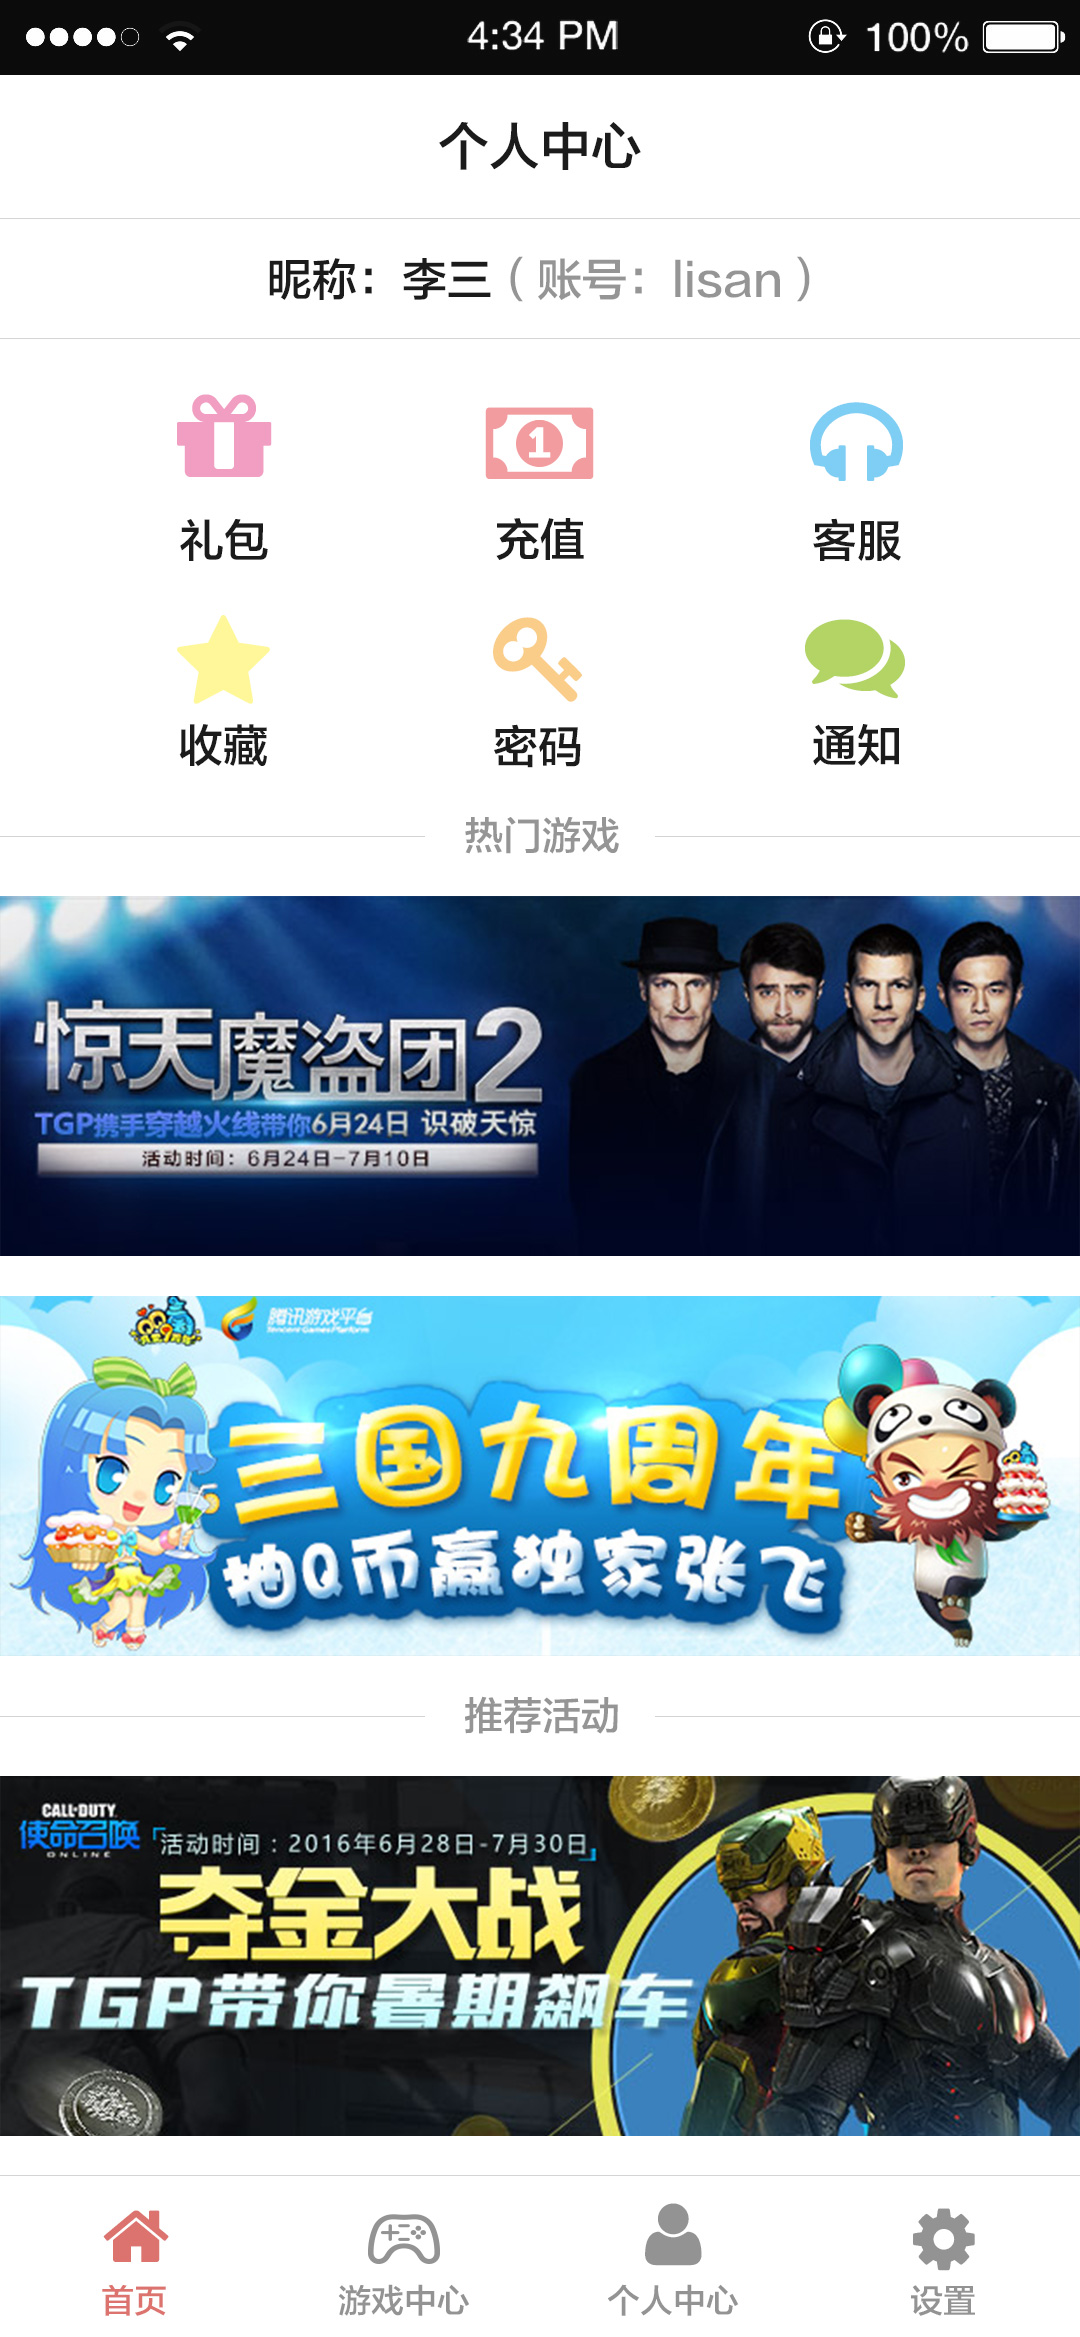 4:34 PM 100%
个人中心
昵称：李三（账号：lisan）
礼包 充值 客服
收藏 密码 通知
热门游戏
惊天魔盗团2
TGP携手穿越火线带你6月24日 识破天惊
活动时间：6月24日-7月10日
腾讯游戏平台
Tencent Games Platform
三国九周年
抽Q币赢独家张飞
推荐活动
CALL·DUTY
使命召唤
ONLINE
「活动时间：2016年6月28日-7月30日」
夺金大战
TGP带你暑期飙车
首页 游戏中心 个人中心 设置